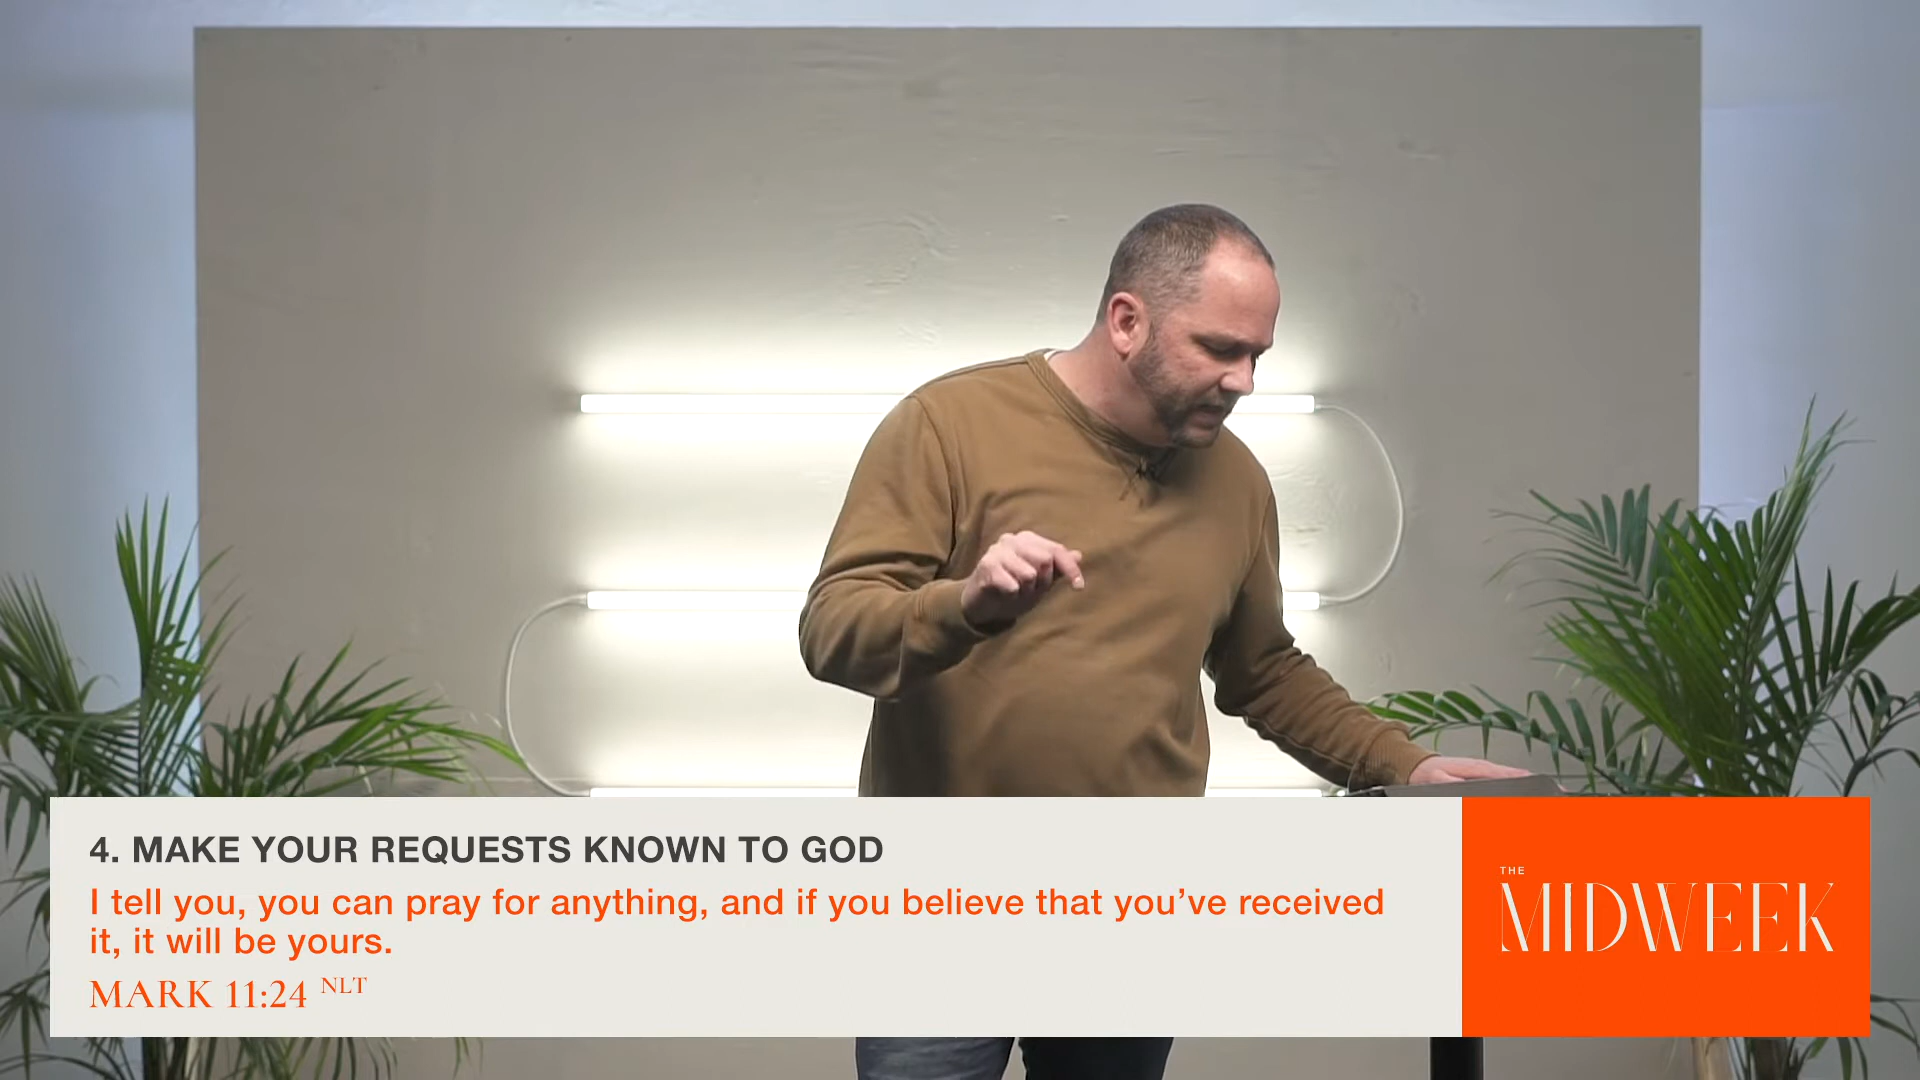 4. MAKE YOUR REQUESTS KNOWN TO GOD
I tell you, you can pray for anything, and if you believe that you’ve received
it, it will be yours.
MARK 11:24 NLT
THE
MIDWEEK